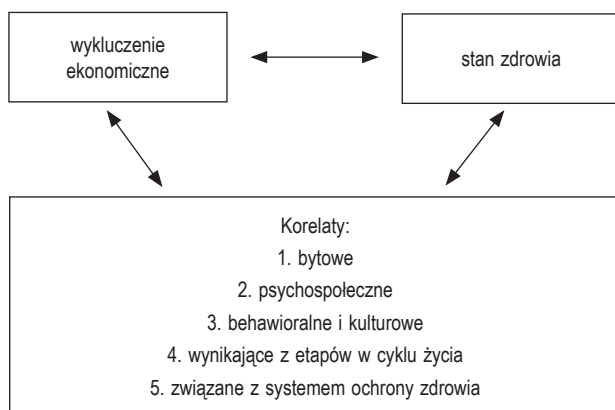 wykluczenie
ekonomiczne
stan zdrowia
Korelaty:
1. bytowe
2. psychospołeczne
3. behawioralne i kulturowe
4. wynikające z etapów w cyklu życia
5. związane z systemem ochrony zdrowia